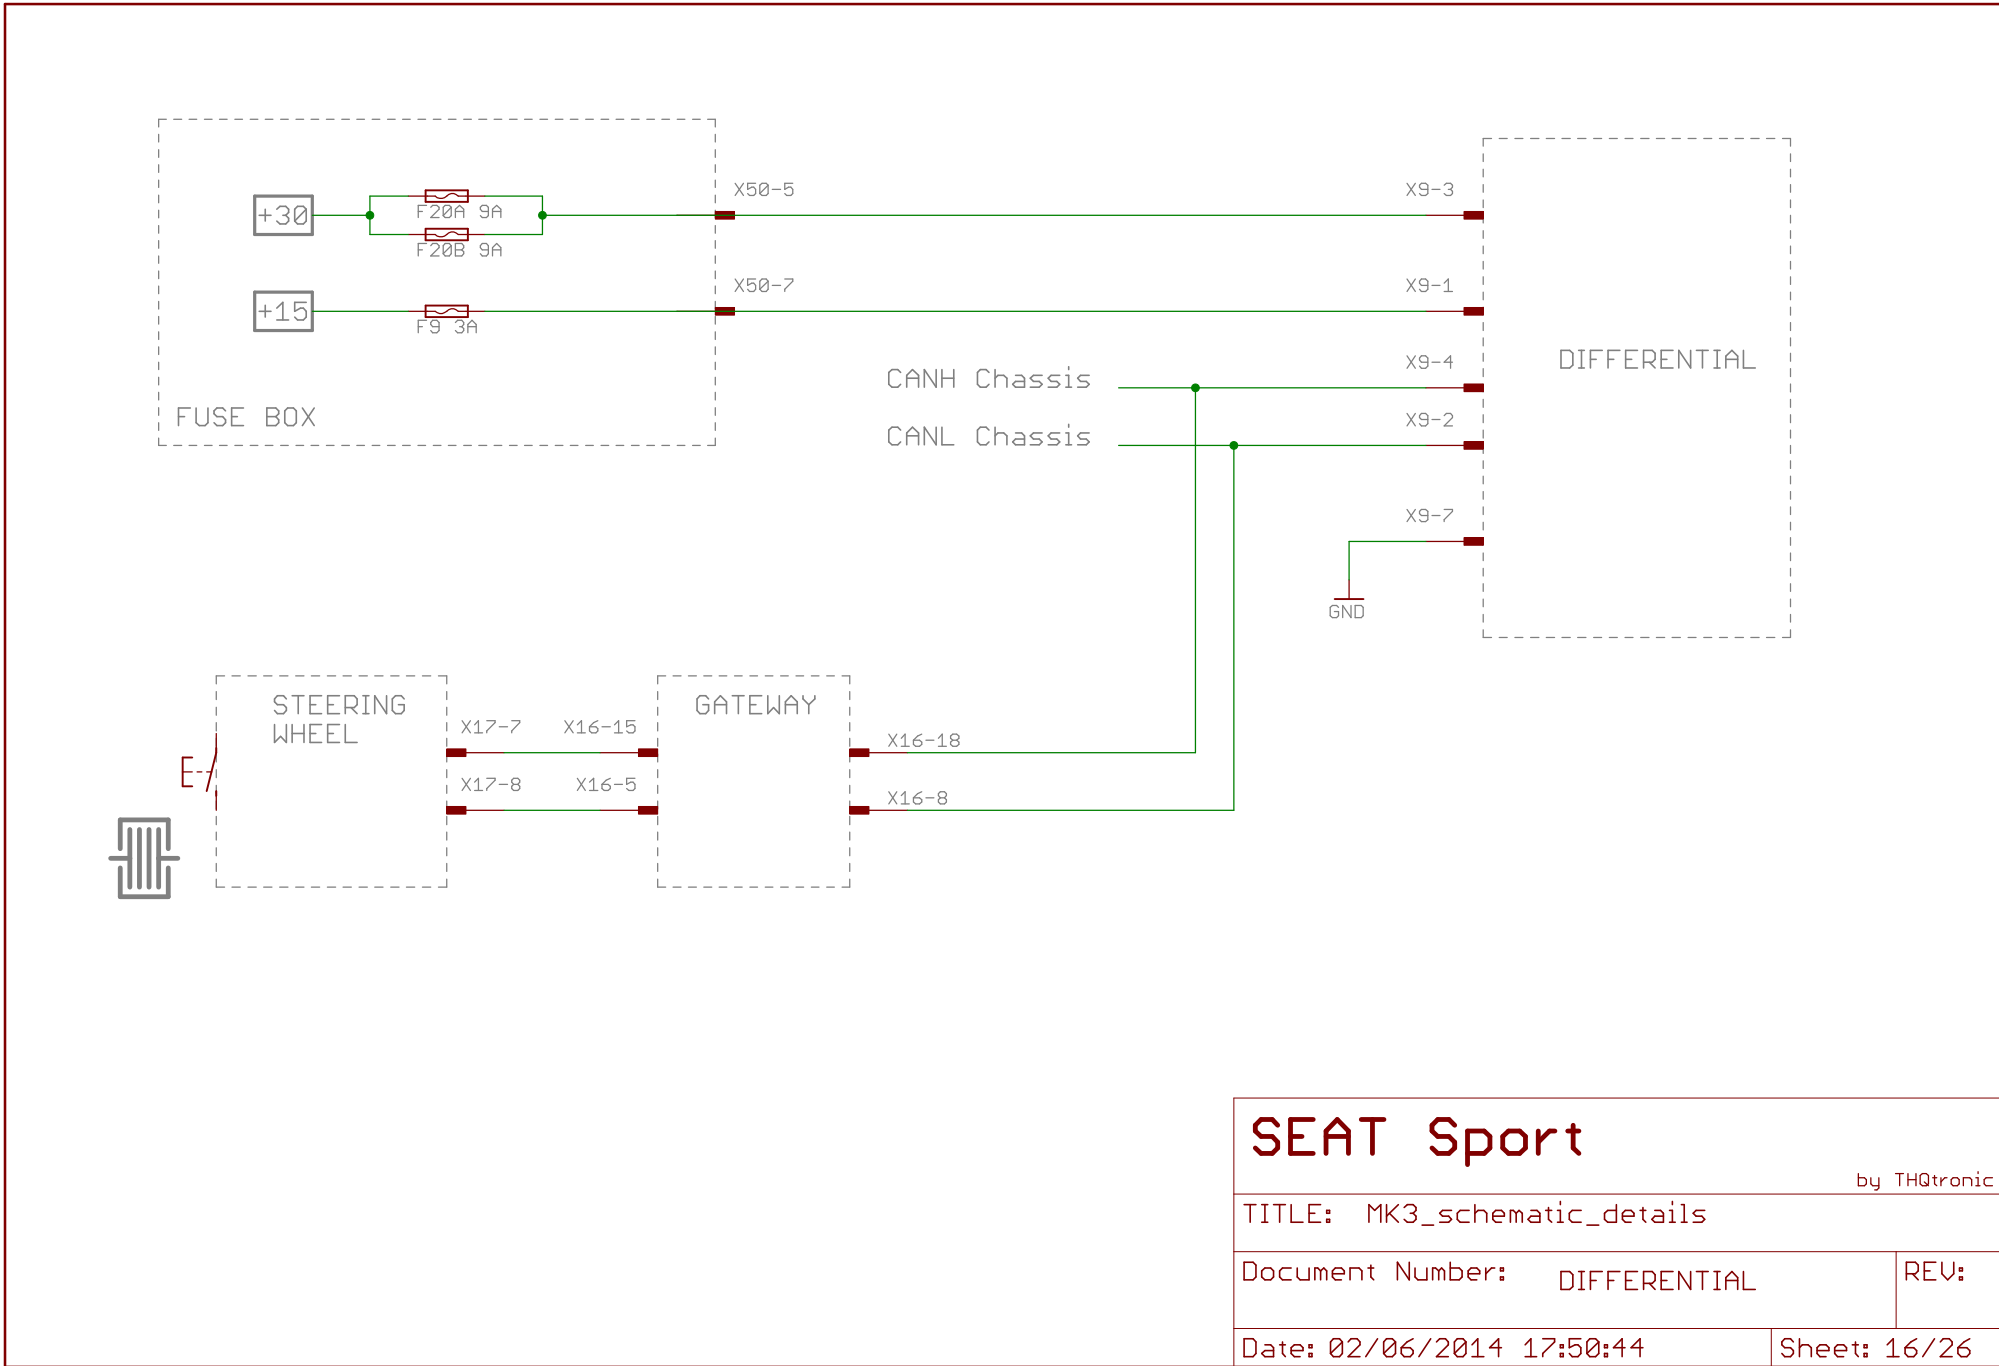 X50-5
X9-3
+30
F20A 9A
F20B 9A
X50-7
X9-1
+15
F9 3A
X9-4
DIFFERENTIAL
CANH Chassis
FUSE BOX
X9-2
CANL Chassis
X9-7
GND
STEERING
WHEEL
GATEWAY
X17-7
X16-15
X16-18
X17-8
X16-5
X16-8
SEAT Sport
by THQtronic
TITLE: MK3_schematic_details
Document Number: DIFFERENTIAL
REV:
Date: 02/06/2014 17:50:44
Sheet: 16/26